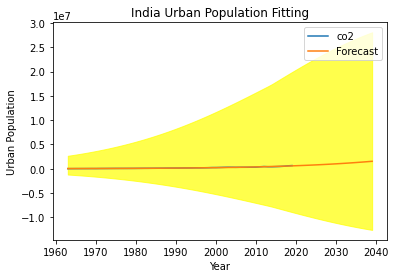 India Urban Population Fitting
1e7
co2
Forecast
3.0
2.5
2.0
1.5
1.0
0.5
0.0
−0.5
−1.0
Urban Population
1960 1970 1980 1990 2000 2010 2020 2030 2040
Year